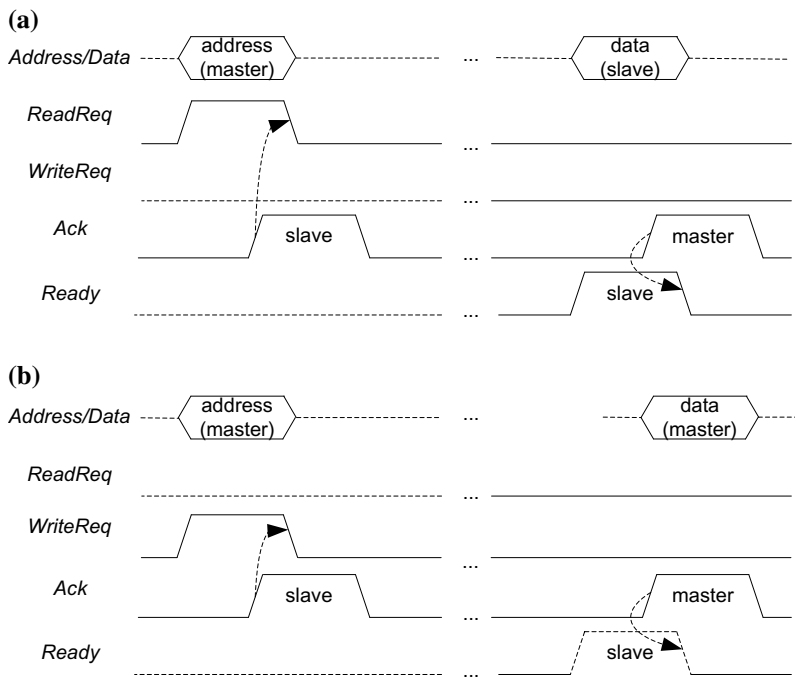 (a)
Address/Data
address
(master)
...
data
(slave)
ReadReq
...
WriteReq
...
Ack
slave
...
master
Ready
...
slave
(b)
Address/Data
address
(master)
...
data
(master)
ReadReq
...
WriteReq
...
Ack
slave
...
master
Ready
...
slave